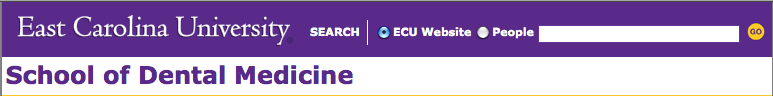 East Carolina University SEARCH ECU Website People GO
School of Dental Medicine